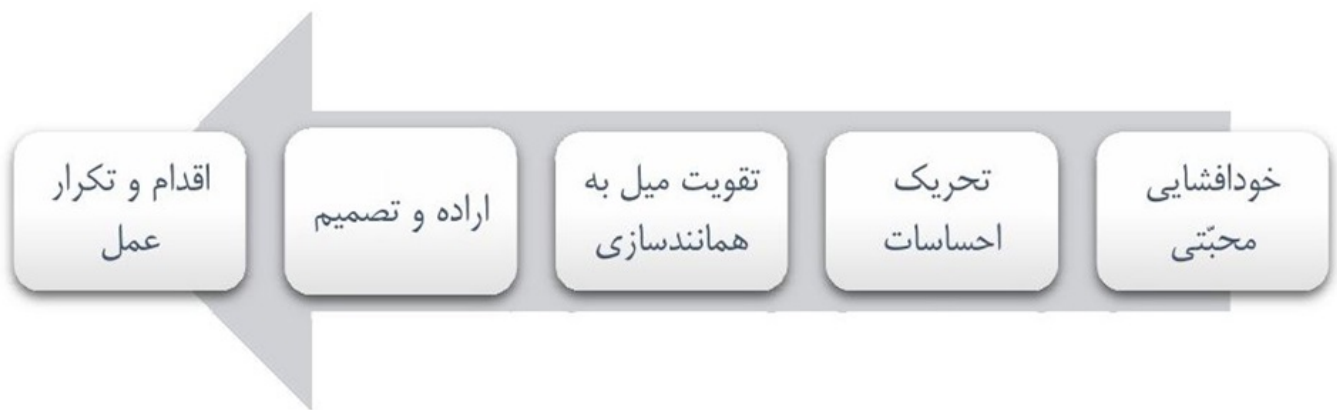 خودافشایی
محبّتی
تحریک
احساسات
تقویت میل به
همانندسازی
اراده و تصمیم
اقدام و تکرار
عمل